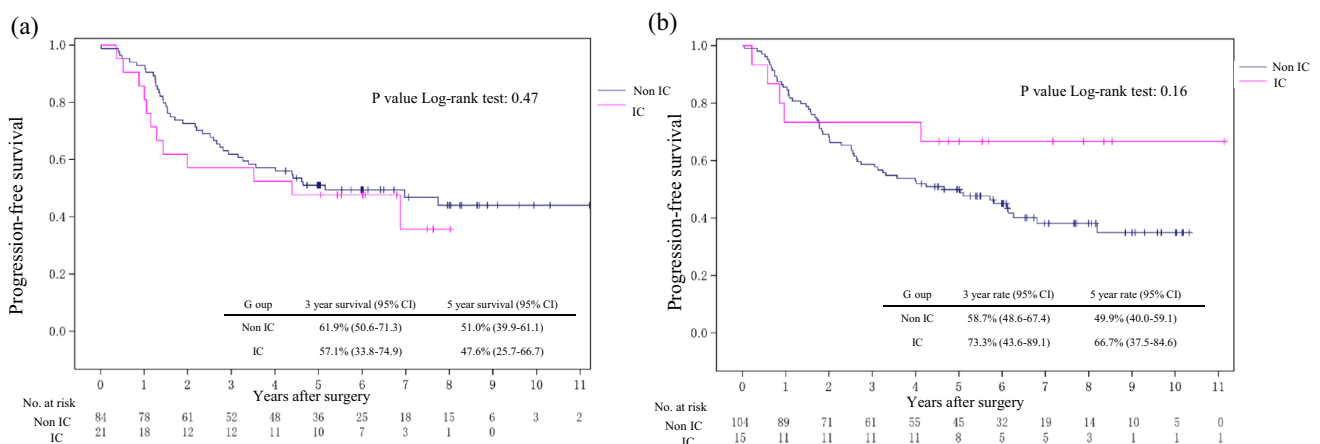 (a)
Progression-free survival
1.0
0.8
0.6
0.4
0.2
0.0
P value Log-rank test: 0.47
Non IC
IC
G oup 3 year survival (95% CI) 5 year survival (95% CI)
Non IC 61.9% (50.6-71.3) 51.0% (39.9-61.1)
IC 57.1% (33.8-74.9) 47.6% (25.7-66.7)
0 1 2 3 4 5 6 7 8 9 10 11
Years after surgery
No. at risk
Non IC 84 78 61 52 48 36 25 18 15 6 3 2
IC 21 18 12 12 11 10 7 3 1 0
(b)
Progression-free survival
1.0
0.8
0.6
0.4
0.2
0.0
P value Log-rank test: 0.16
Non IC
IC
G oup 3 year rate (95% CI) 5 year rate (95% CI)
Non IC 58.7% (48.6-67.4) 49.9% (40.0-59.1)
IC 73.3% (43.6-89.1) 66.7% (37.5-84.6)
0 1 2 3 4 5 6 7 8 9 10 11
Years after surgery
No. at risk
Non IC 104 89 71 61 55 45 32 19 14 10 5 0
IC 15 11 11 11 11 8 5 5 3 1 1 1